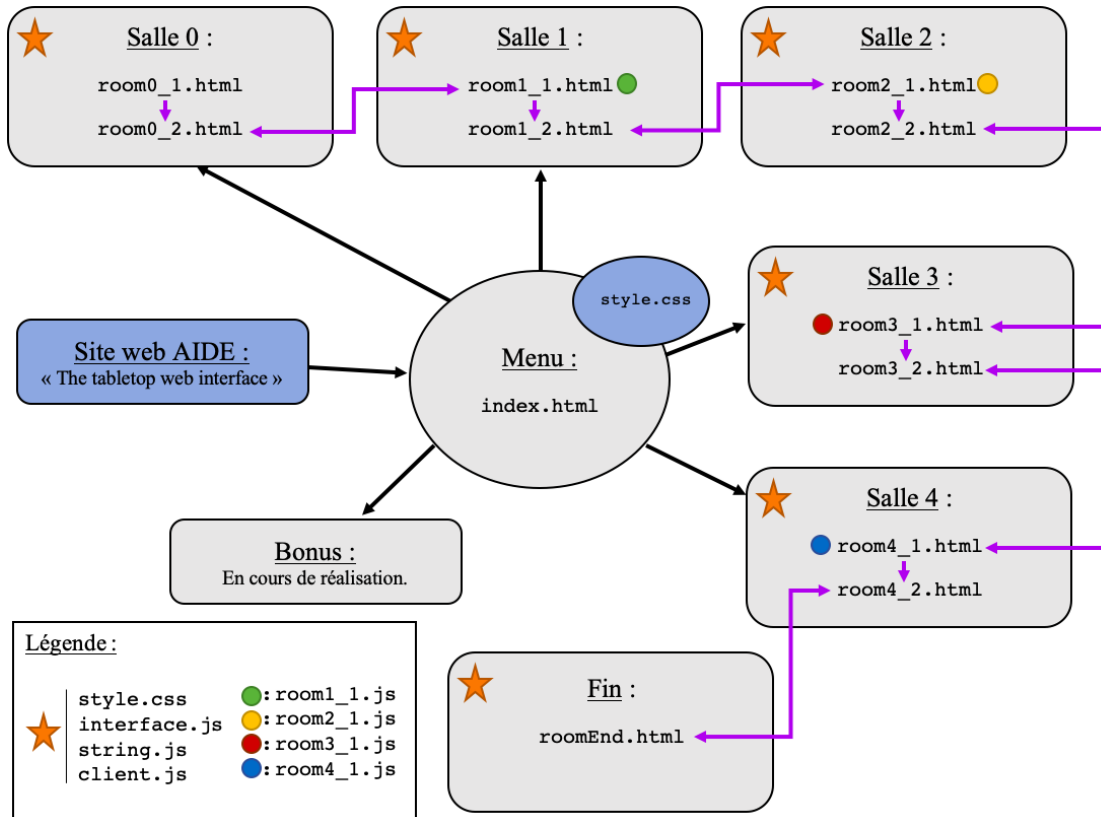 Salle 0 :
room0_1.html
room0_2.html
Salle 1 :
room1_1.html
room1_2.html
Salle 2 :
room2_1.html
room2_2.html
Salle 3 :
room3_1.html
room3_2.html
style.css
Site web AIDE :
« The tabletop web interface »
Menu :
index.html
Salle 4 :
room4_1.html
room4_2.html
Bonus :
En cours de réalisation.
Légende :
style.css
interface.js
string.js
client.js
: room1_1.js
: room2_1.js
: room3_1.js
: room4_1.js
Fin :
roomEnd.html